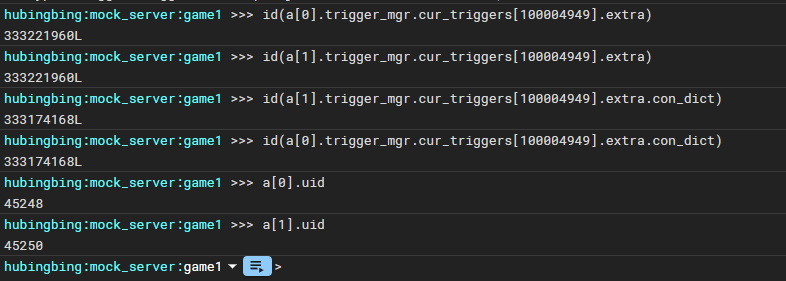 hubingbing:mock_server:game1 >>> id(a[0].trigger_mgr.cur_triggers[100004949].extra)
333221960L
hubingbing:mock_server:game1 >>> id(a[1].trigger_mgr.cur_triggers[100004949].extra)
333221960L
hubingbing:mock_server:game1 >>> id(a[1].trigger_mgr.cur_triggers[100004949].extra.con_dict)
333174168L
hubingbing:mock_server:game1 >>> id(a[0].trigger_mgr.cur_triggers[100004949].extra.con_dict)
333174168L
hubingbing:mock_server:game1 >>> a[0].uid
45248
hubingbing:mock_server:game1 >>> a[1].uid
45250
hubingbing:mock_server:game1 >